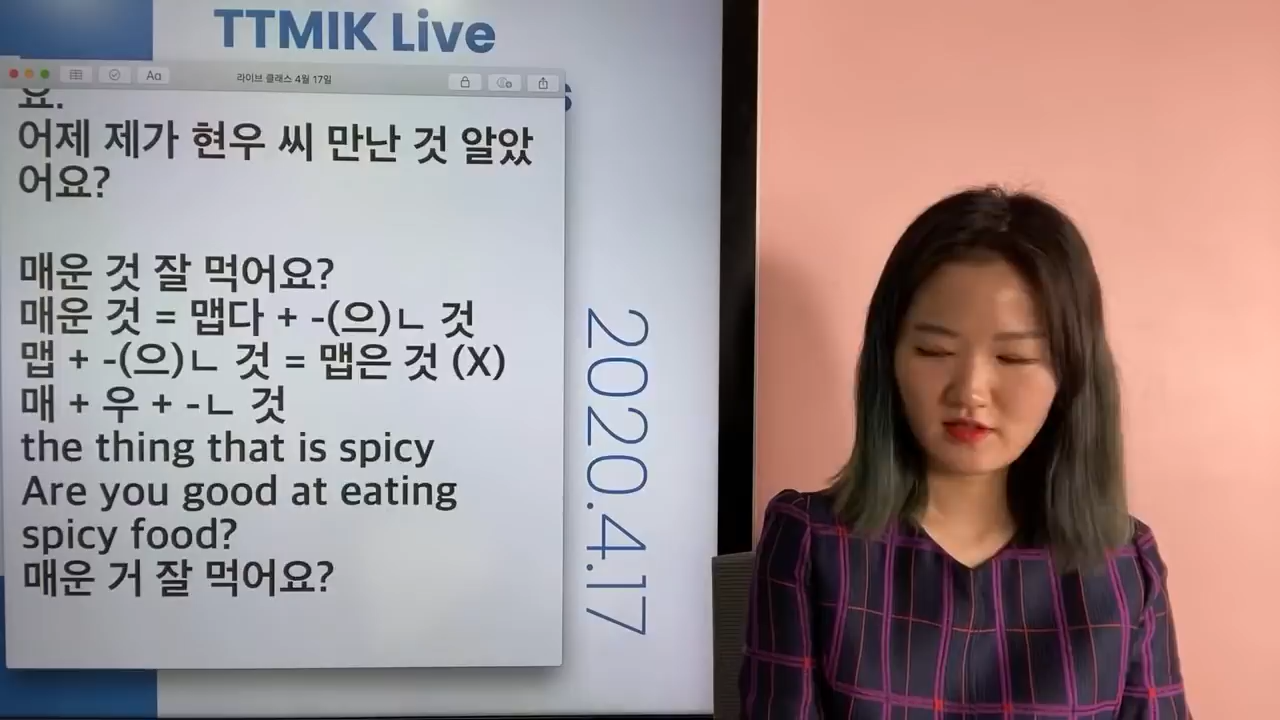 TTMIK Live
Aa
라이브 클래스 4월 17일
요.
어제 제가 현우 씨 만난 것 알았
어요?
매운 것 잘 먹어요?
매운 것 = 맵다 + -(으)ㄴ 것
맵 + -(으)ㄴ 것 = 맵은 것 (X)
매 + 우 + -ㄴ 것
the thing that is spicy
Are you good at eating
spicy food?
매운 거 잘 먹어요?
2020.4.17